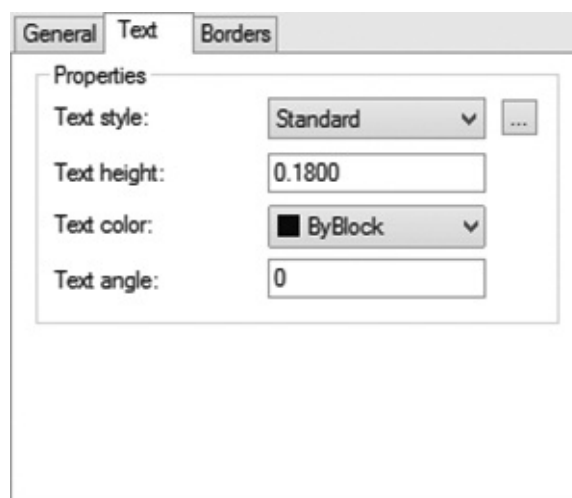 General Text Borders
Properties
Text style: Standard ...
Text height: 0.1800
Text color: ByBlock
Text angle: 0